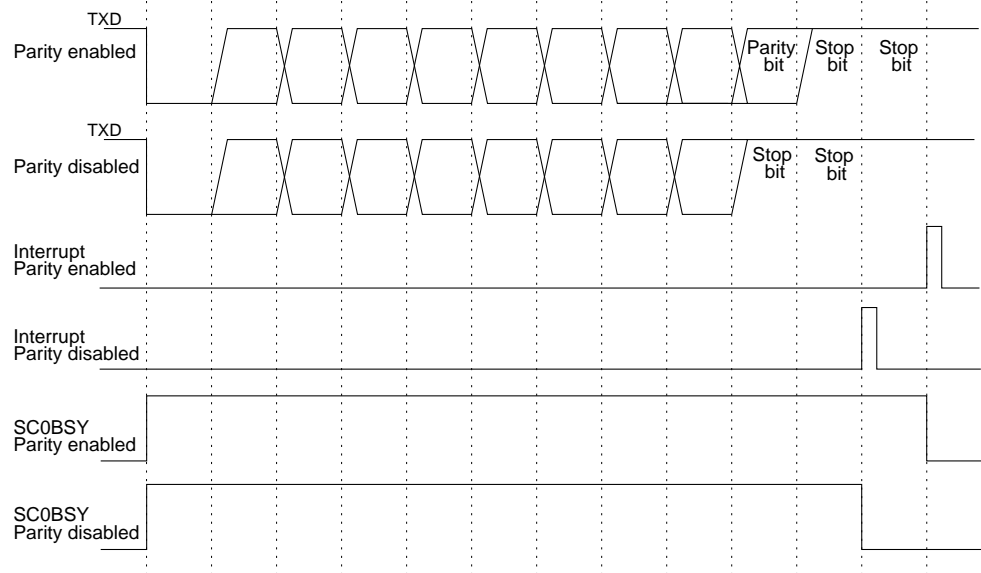 TXD
Parity enabled
Parity bit
Stop bit
Stop bit
TXD
Parity disabled
Stop bit
Stop bit
Interrupt
Parity enabled
Interrupt
Parity disabled
SC0BSY
Parity enabled
SC0BSY
Parity disabled